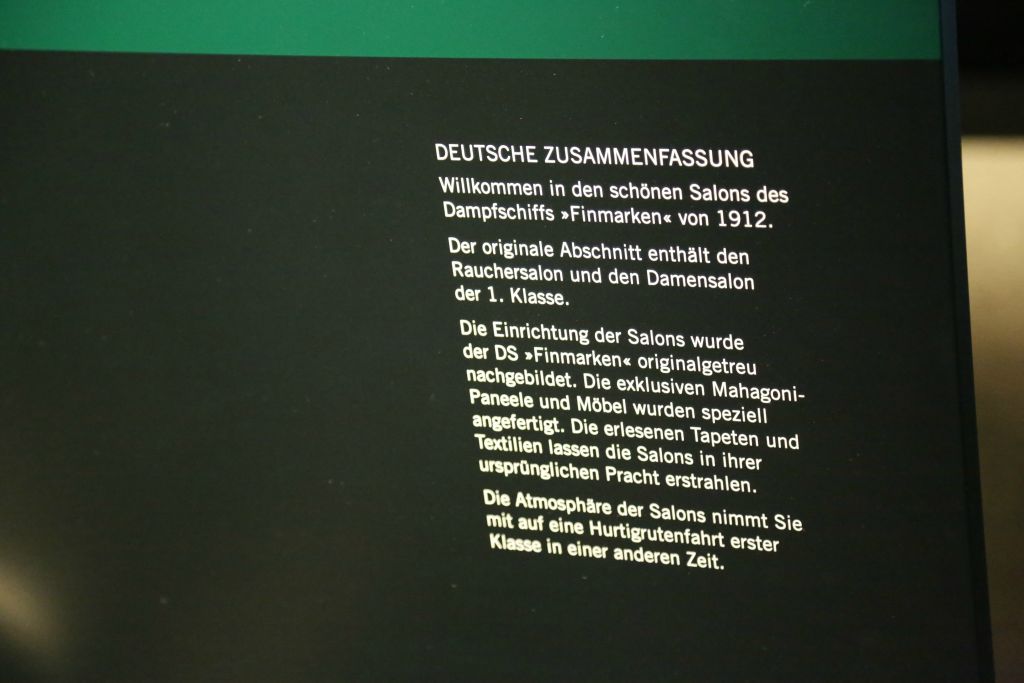 DEUTSCHE ZUSAMMENFASSUNG
Willkommen in den schönen Salons des
Dampfschiffs »Finmarken« von 1912.
Der originale Abschnitt enthält den
Rauchersalon und den Damensalon
der 1. Klasse.
Die Einrichtung der Salons wurde
der DS »Finmarken« originalgetreu
nachgebildet. Die exklusiven Mahagoni-
Paneele und Möbel wurden speziell
angefertigt. Die erlesenen Tapeten und
Textilien lassen die Salons in ihrer
ursprünglichen Pracht erstrahlen.
Die Atmosphäre der Salons nimmt Sie
mit auf eine Hurtigrutenfahrt erster
Klasse in einer anderen Zeit.